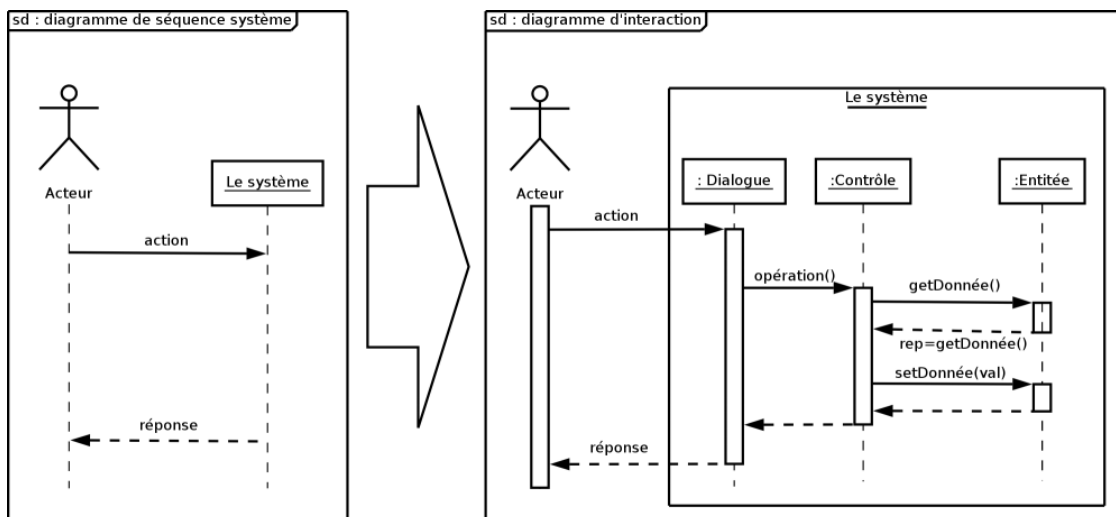 sd : diagramme de séquence système
Acteur
Le système
action
réponse
sd : diagramme d'interaction
Le système
Acteur
: Dialogue
:Contrôle
:Entitée
action
opération()
getDonnée()
rep=getDonnée()
setDonnée(val)
réponse